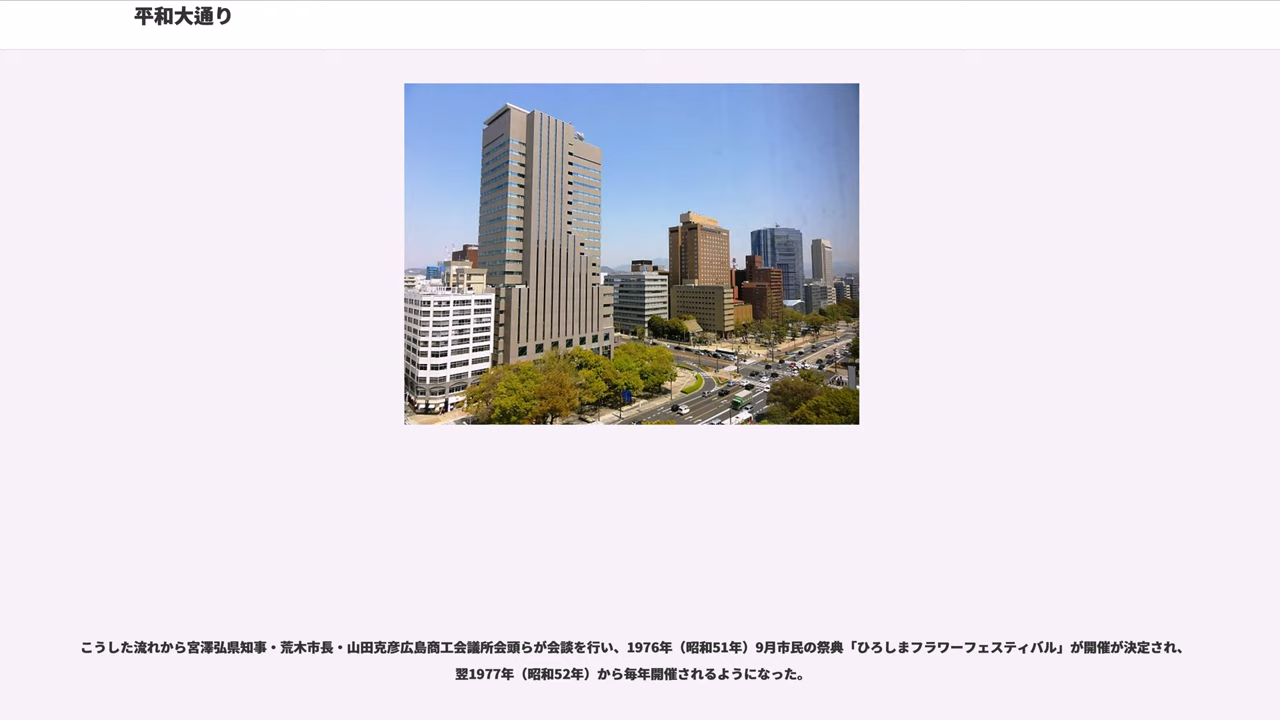 平和大通り
こうした流れから宮澤弘県知事・荒木市長・山田克彦広島商工会議所会頭らが会談を行い、1976年（昭和51年）9月市民の祭典「ひろしまフラワーフェスティバル」が開催が決定され、
翌1977年（昭和52年）から毎年開催されるようになった。